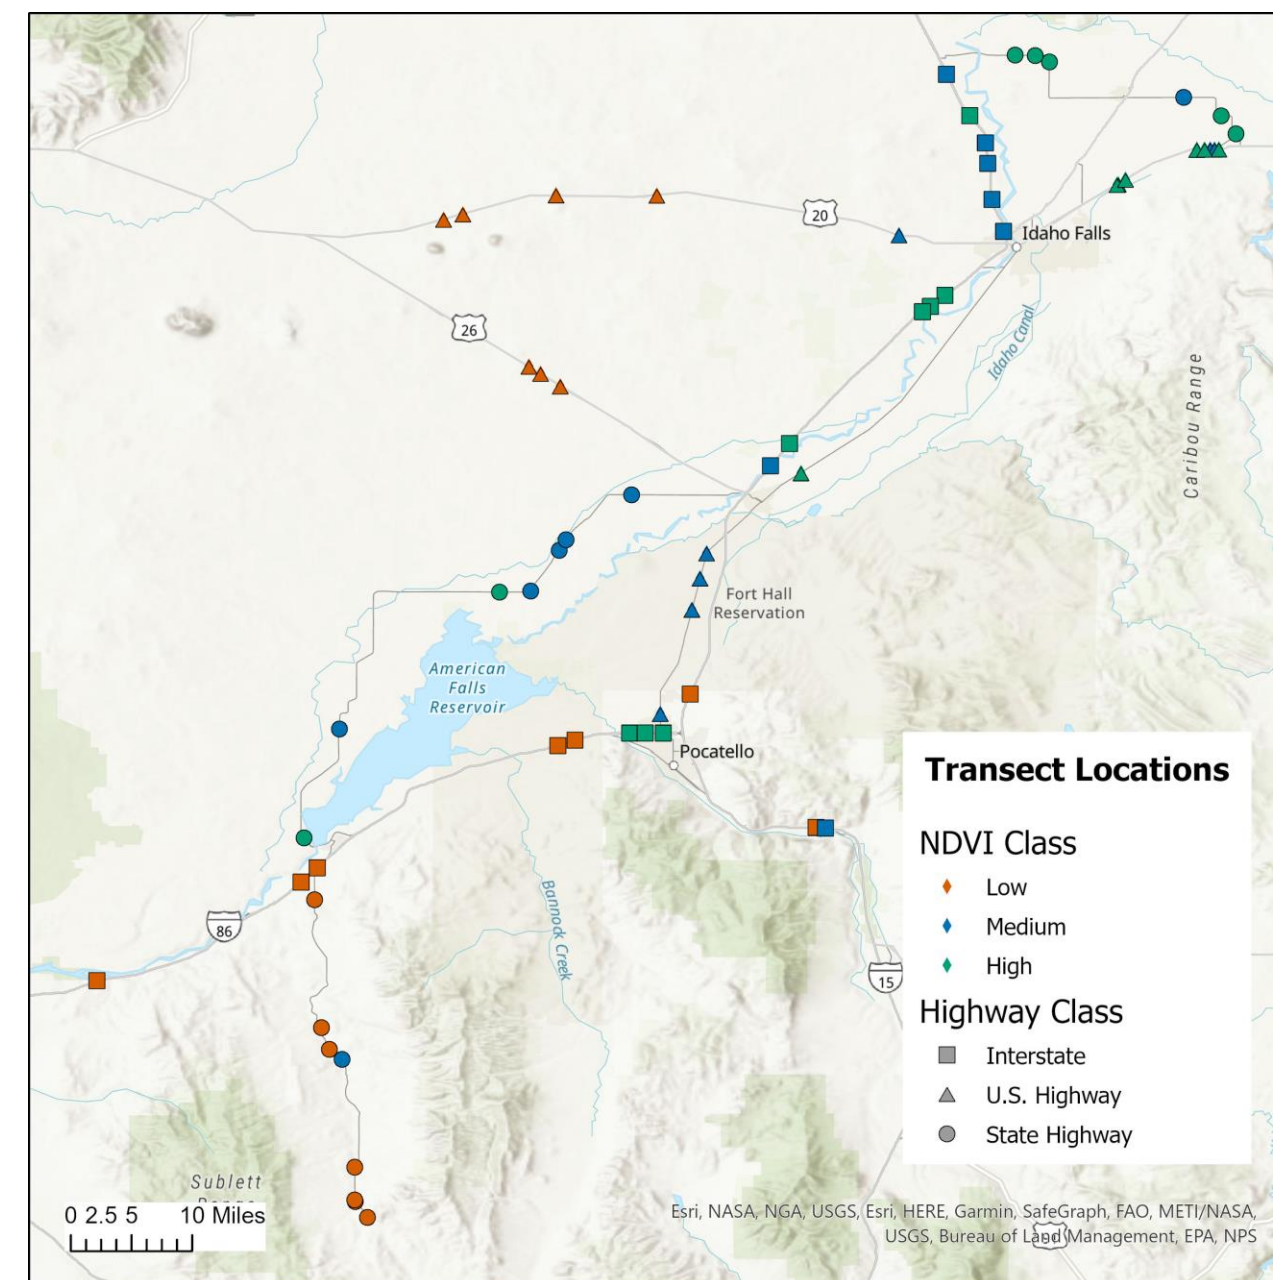 20
Idaho Falls
26
Idaho Canal
Caribou Range
Fort Hall
Reservation
American
Falls
Reservoir
Pocatello
Transect Locations
NDVI Class
Low
Medium
High
Highway Class
Interstate
U.S. Highway
State Highway
Bannock Creek
86
15
Sublett
0 2.5 5 10 Miles
Esri, NASA, NGA, USGS, Esri, HERE, Garmin, SafeGraph, FAO, METI/NASA,
USGS, Bureau of Land Management, EPA, NPS